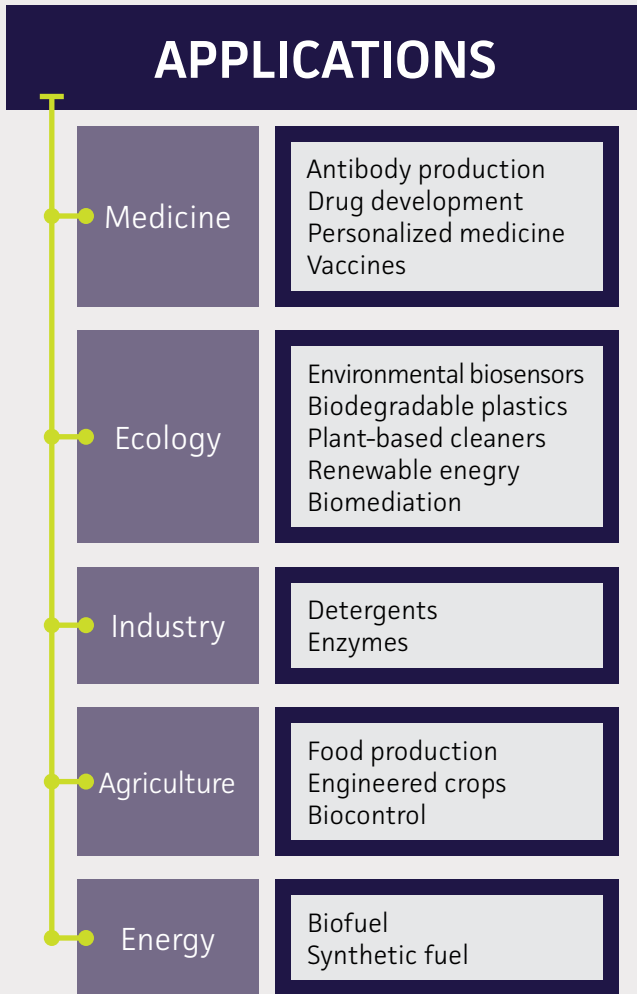 APPLICATIONS
Medicine
Antibody production
Drug development
Personalized medicine
Vaccines
Ecology
Environmental biosensors
Biodegradable plastics
Plant-based cleaners
Renewable enegry
Biomediation
Industry
Detergents
Enzymes
Agriculture
Food production
Engineered crops
Biocontrol
Energy
Biofuel
Synthetic fuel